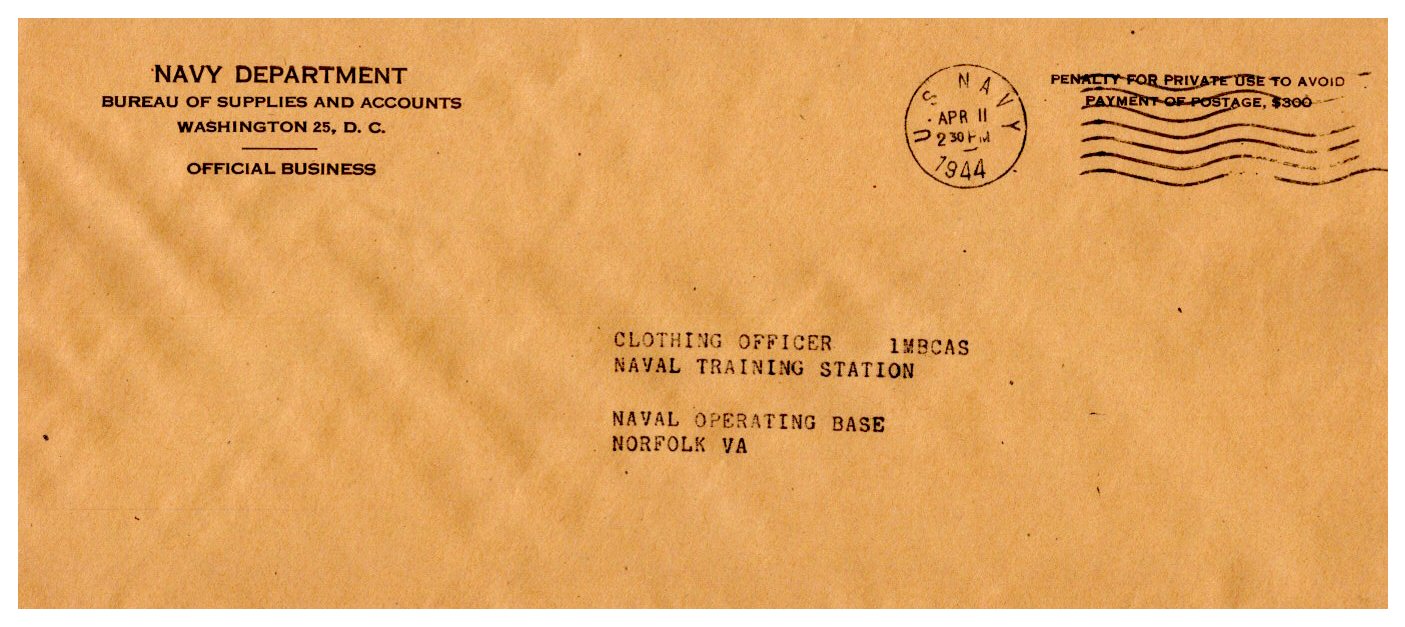 NAVY DEPARTMENT
BUREAU OF SUPPLIES AND ACCOUNTS
WASHINGTON 25, D. C.
OFFICIAL BUSINESS
U S NAVY
APR 11
2 30 PM
1944
PENALTY FOR PRIVATE USE TO AVOID
PAYMENT OF POSTAGE, $300
CLOTHING OFFICER 1MBCAS
NAVAL TRAINING STATION
NAVAL OPERATING BASE
NORFOLK VA